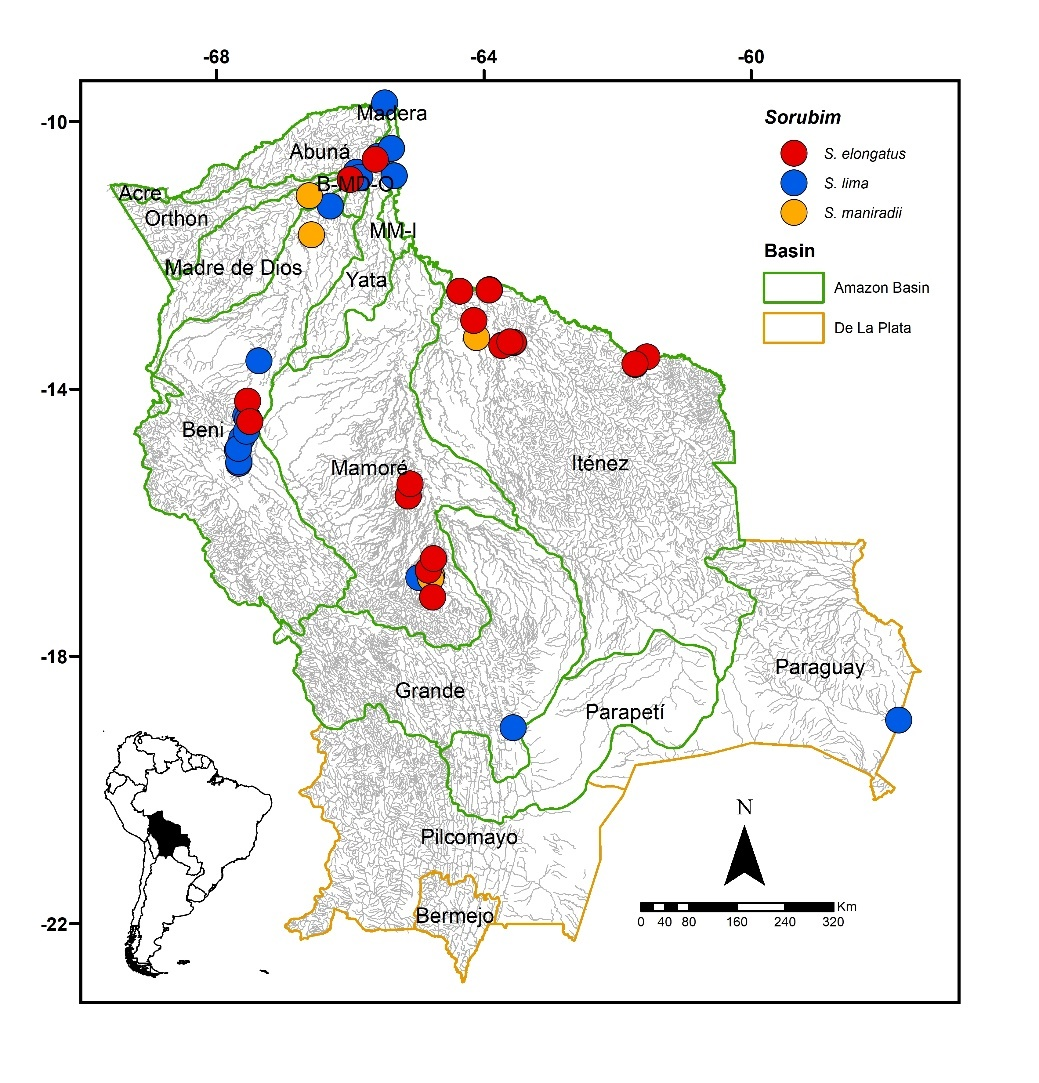 -68 -64 -60
-10
-14
-18
-22
Sorubim
S. elongatus
S. lima
S. maniradii
Basin
Amazon Basin
De La Plata
Madera
Abuná
B-MD-O
Acre
Orthon
MM-I
Madre de Dios
Yata
Beni
Mamoré
Iténez
Grande
Paraguay
Parapetí
Pilcomayo
Bermejo
N
Km
0 40 80 160 240 320